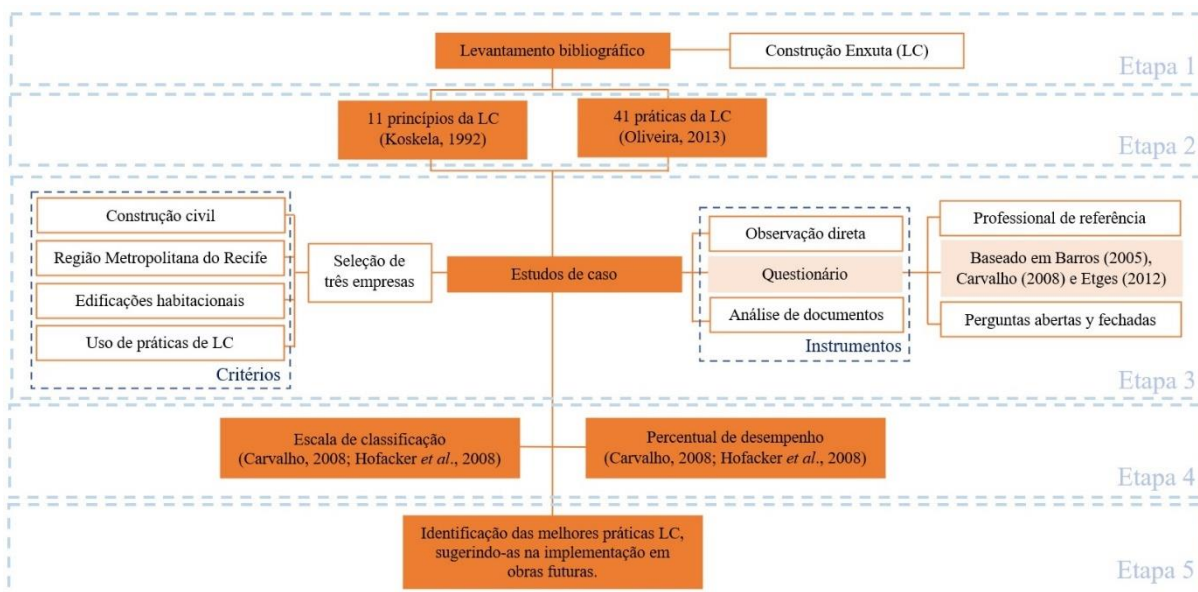 Levantamento bibliográfico
Construção Enxuta (LC)
Etapa 1
11 princípios da LC
(Koskela, 1992)
41 práticas da LC
(Oliveira, 2013)
Etapa 2
Construção civil
Região Metropolitana do Recife
Edificações habitacionais
Uso de práticas de LC
Critérios
Seleção de
três empresas
Estudos de caso
Observação direta
Questionário
Análise de documentos
Instrumentos
Professional de referência
Baseado em Barros (2005),
Carvalho (2008) e Etges (2012)
Perguntas abertas y fechadas
Etapa 3
Escala de classificação
(Carvalho, 2008; Hofacker et al., 2008)
Percentual de desempenho
(Carvalho, 2008; Hofacker et al., 2008)
Etapa 4
Identificação das melhores práticas LC,
sugerindo-as na implementação em
obras futuras.
Etapa 5